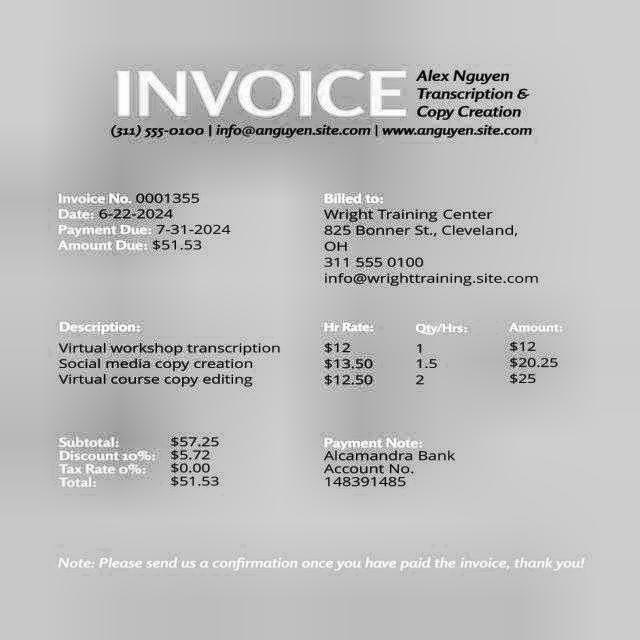 INVOICE
Alex Nguyen
Transcription &
Copy Creation
(311) 555-0100 | info@anguyen.site.com | www.anguyen.site.com
Invoice No. 0001355
Date: 6-22-2024
Payment Due: 7-31-2024
Amount Due: $51.53
Billed to:
Wright Training Center
825 Bonner St., Cleveland,
OH
311 555 0100
info@wrighttraining.site.com
Description: Hr Rate: Qty/Hrs: Amount:
Virtual workshop transcription $12 1 $12
Social media copy creation $13.50 1.5 $20.25
Virtual course copy editing $12.50 2 $25
Subtotal: $57.25
Discount 10%: $5.72
Tax Rate 0%: $0.00
Total: $51.53
Payment Note:
Alcamandra Bank
Account No.
148391485
Note: Please send us a confirmation once you have paid the invoice, thank you!